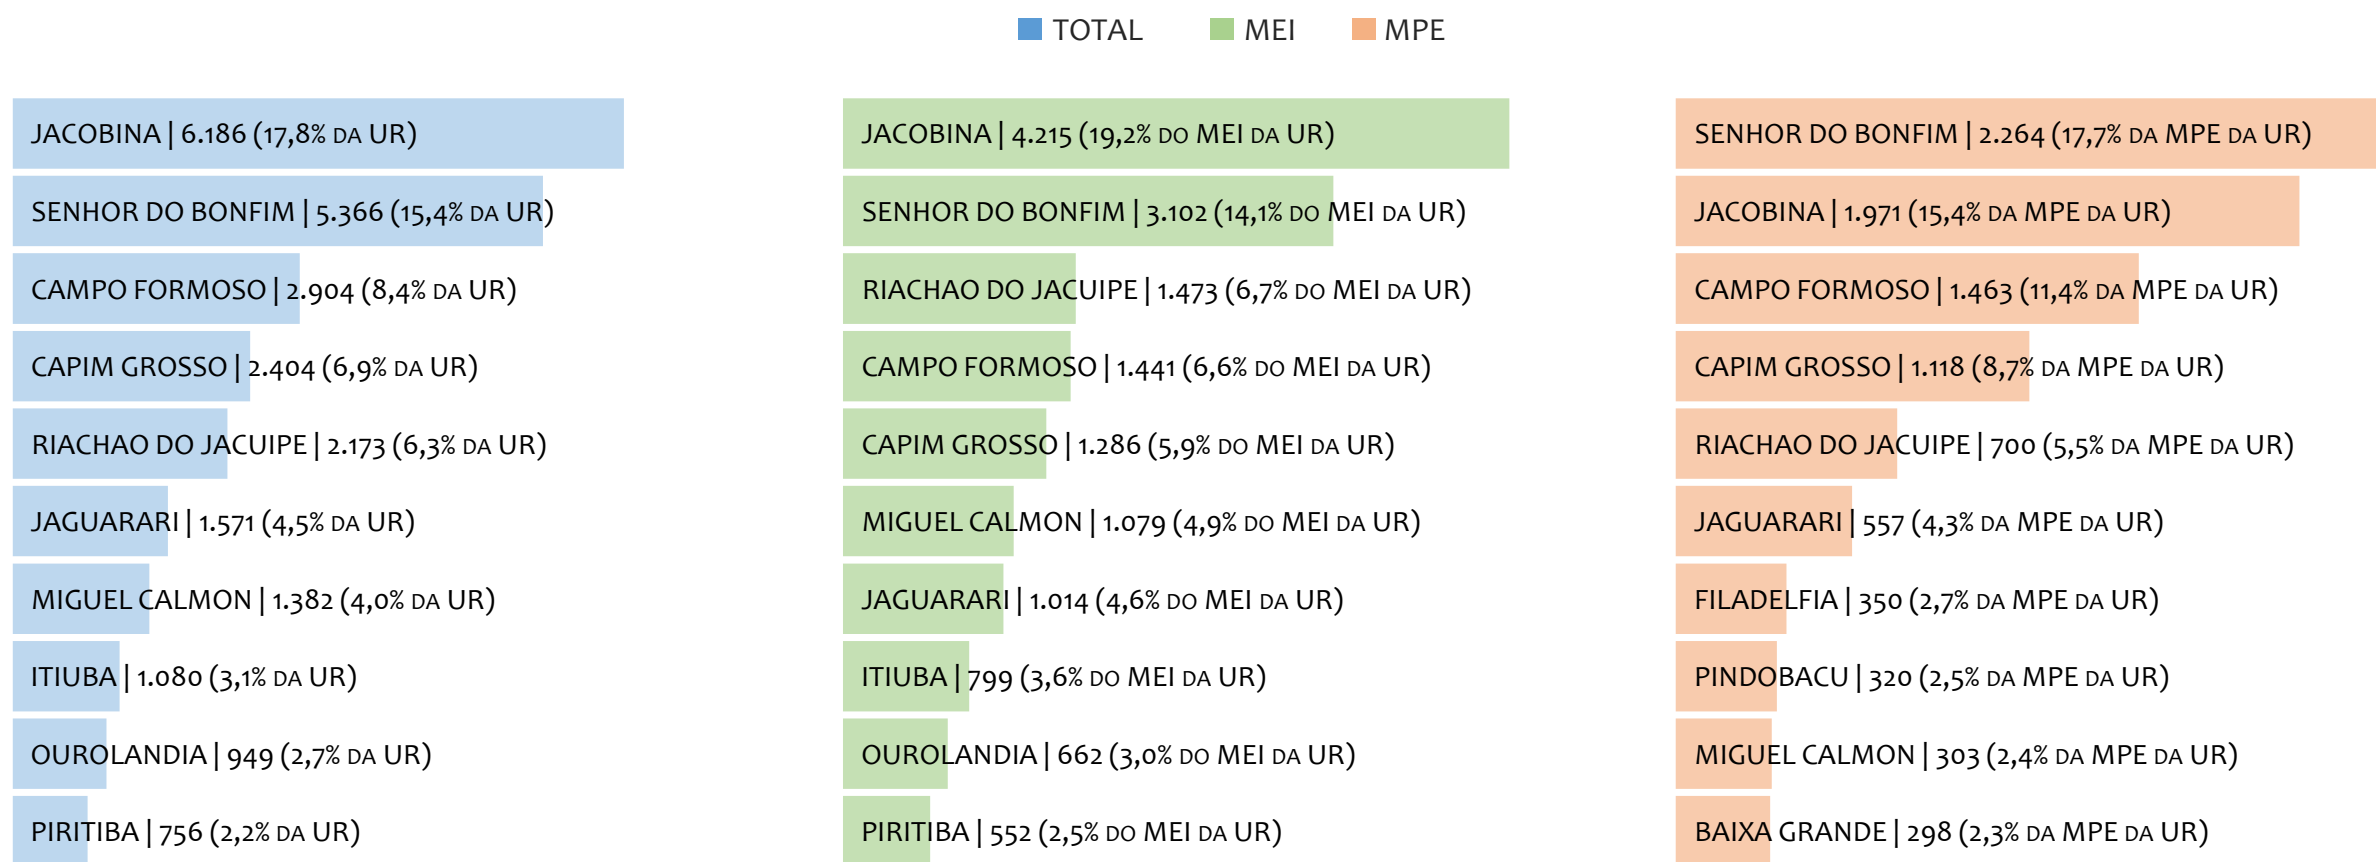 TOTAL MEI MPE
JACOBINA | 6.186 (17,8% DA UR)
SENHOR DO BONFIM | 5.366 (15,4% DA UR)
CAMPO FORMOSO | 2.904 (8,4% DA UR)
CAPIM GROSSO | 2.404 (6,9% DA UR)
RIACHAO DO JACUIPE | 2.173 (6,3% DA UR)
JAGUARARI | 1.571 (4,5% DA UR)
MIGUEL CALMON | 1.382 (4,0% DA UR)
ITIUBA | 1.080 (3,1% DA UR)
OUROLANDIA | 949 (2,7% DA UR)
PIRITIBA | 756 (2,2% DA UR)
JACOBINA | 4.215 (19,2% DO MEI DA UR)
SENHOR DO BONFIM | 3.102 (14,1% DO MEI DA UR)
RIACHAO DO JACUIPE | 1.473 (6,7% DO MEI DA UR)
CAMPO FORMOSO | 1.441 (6,6% DO MEI DA UR)
CAPIM GROSSO | 1.286 (5,9% DO MEI DA UR)
MIGUEL CALMON | 1.079 (4,9% DO MEI DA UR)
JAGUARARI | 1.014 (4,6% DO MEI DA UR)
ITIUBA | 799 (3,6% DO MEI DA UR)
OUROLANDIA | 662 (3,0% DO MEI DA UR)
PIRITIBA | 552 (2,5% DO MEI DA UR)
SENHOR DO BONFIM | 2.264 (17,7% DA MPE DA UR)
JACOBINA | 1.971 (15,4% DA MPE DA UR)
CAMPO FORMOSO | 1.463 (11,4% DA MPE DA UR)
CAPIM GROSSO | 1.118 (8,7% DA MPE DA UR)
RIACHAO DO JACUIPE | 700 (5,5% DA MPE DA UR)
JAGUARARI | 557 (4,3% DA MPE DA UR)
FILADELFIA | 350 (2,7% DA MPE DA UR)
PINDOBACU | 320 (2,5% DA MPE DA UR)
MIGUEL CALMON | 303 (2,4% DA MPE DA UR)
BAIXA GRANDE | 298 (2,3% DA MPE DA UR)